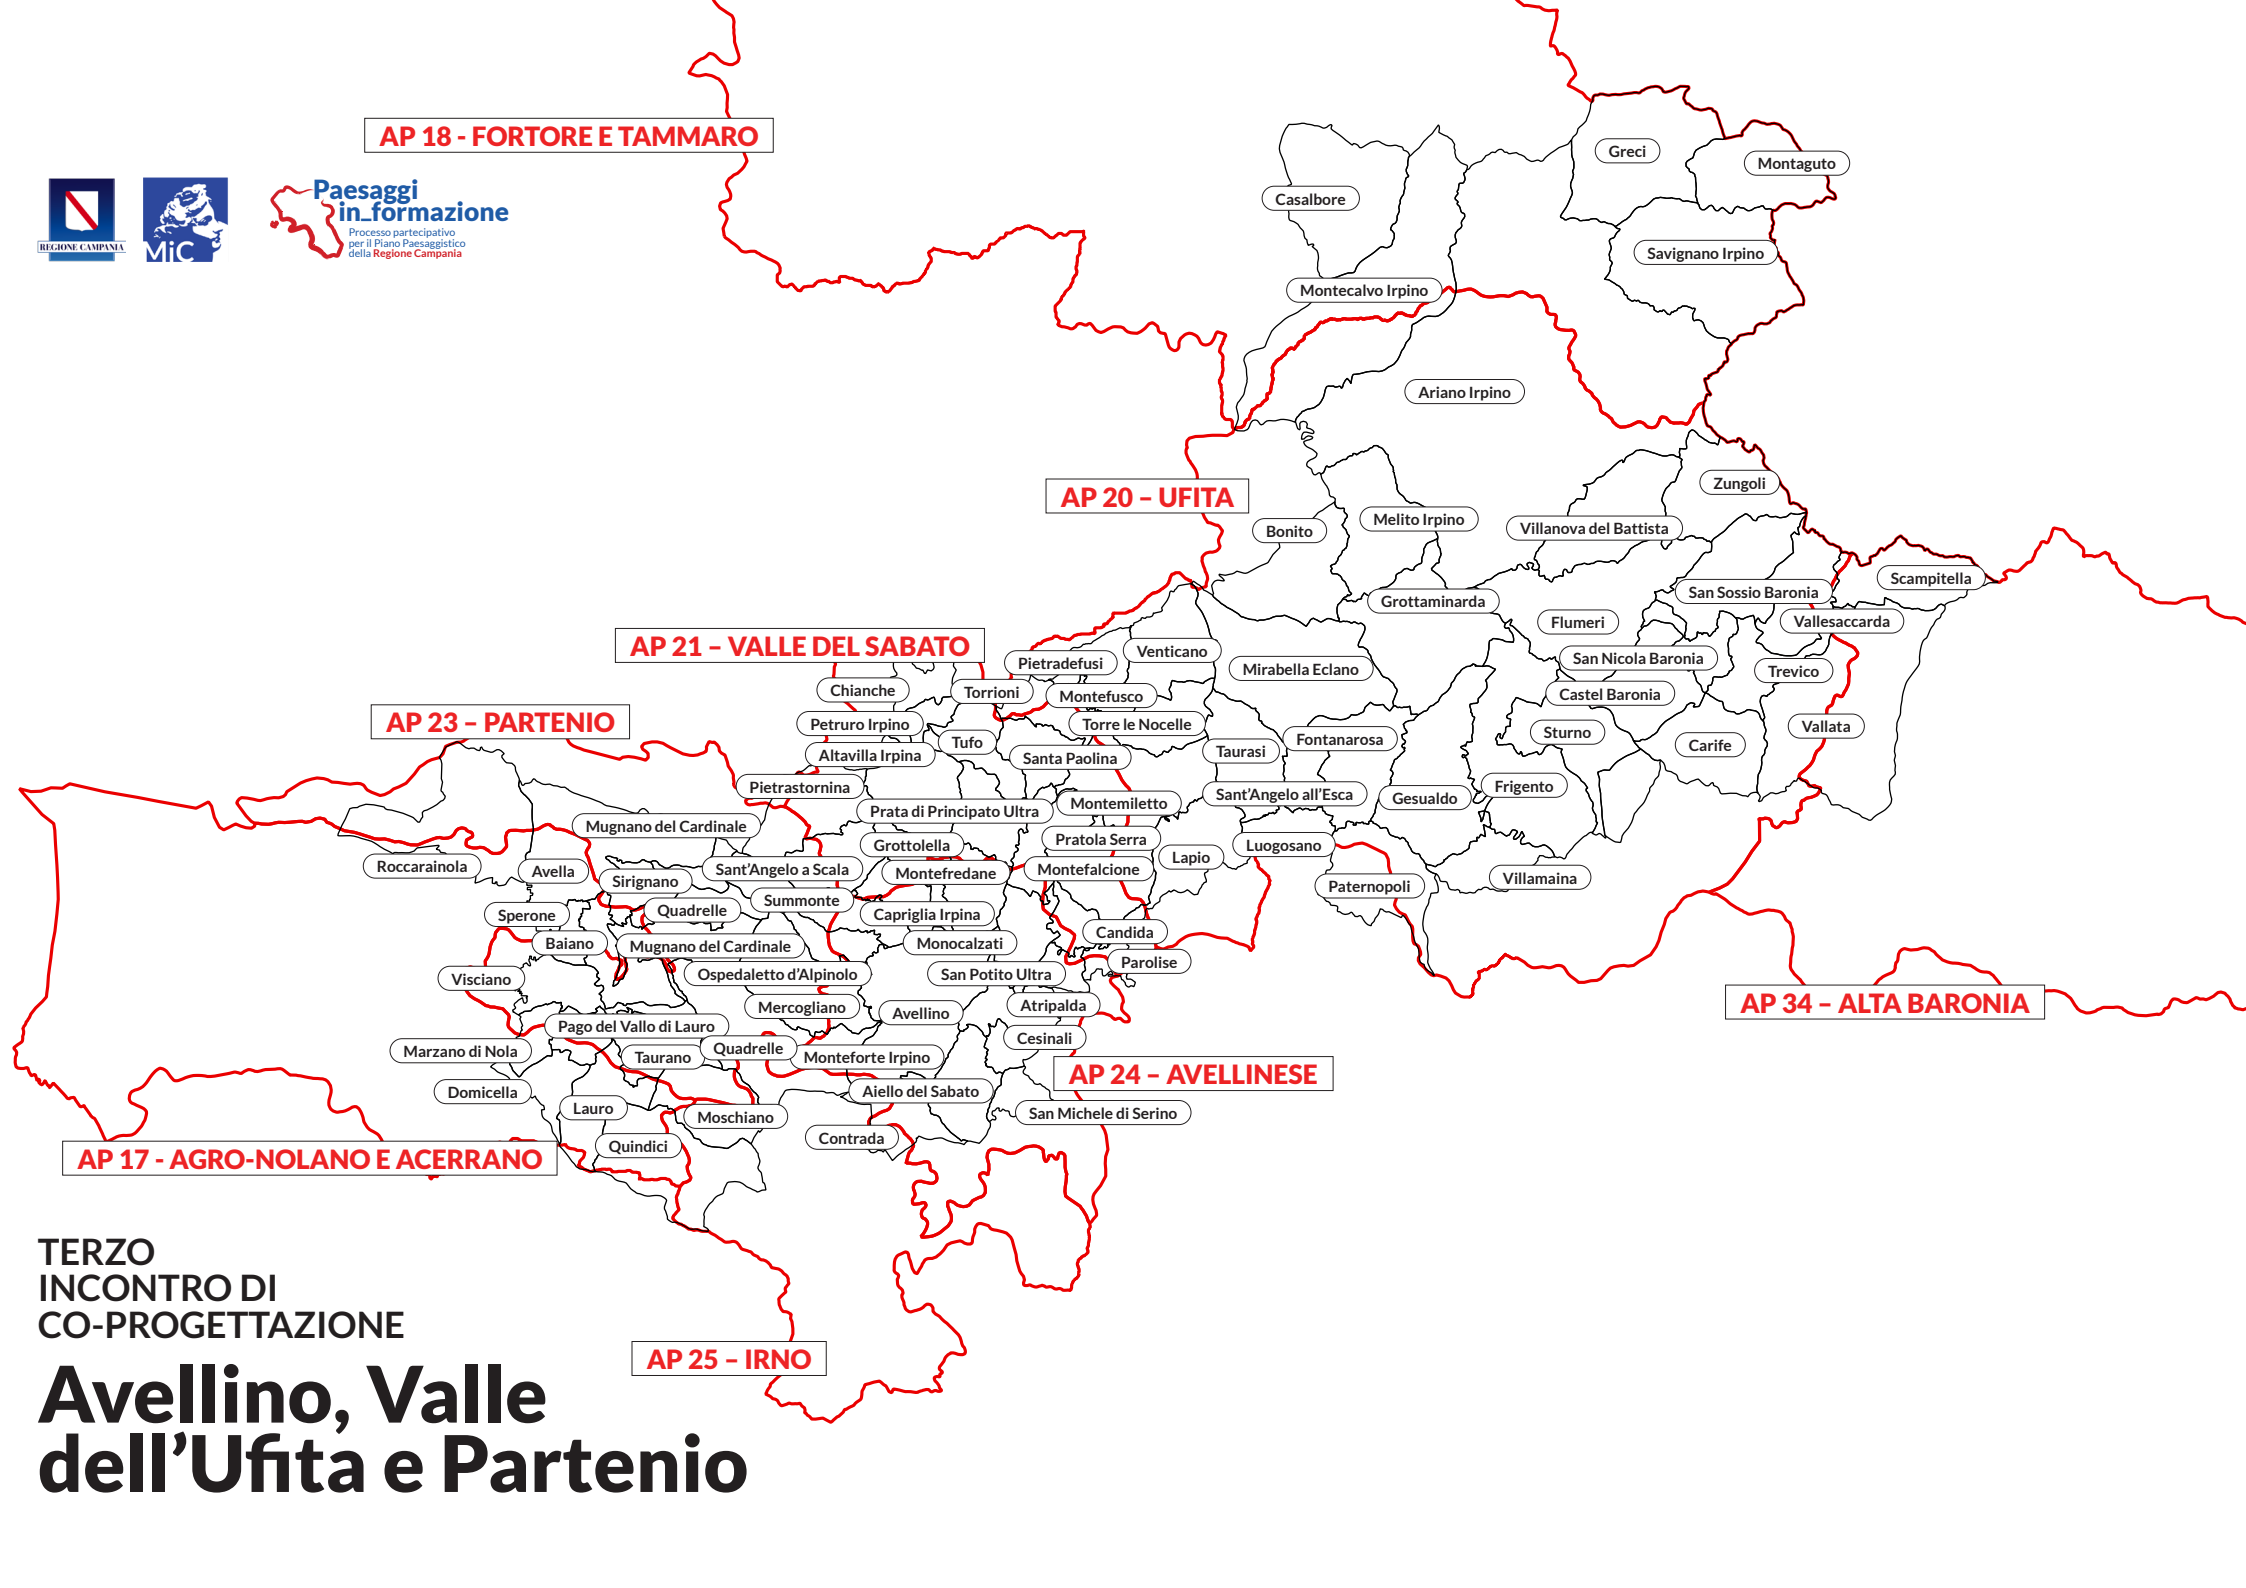 AP 18 - FORTORE E TAMMARO
REGIONE CAMPANIA
MiC
Paesaggi
in_formazione
Processo partecipativo
per il Piano Paesaggistico
della Regione Campania
Greci
Montaguto
Casalbore
Savignano Irpino
Montecalvo Irpino
Ariano Irpino
Zungoli
AP 20 – UFITA
Melito Irpino
Villanova del Battista
Bonito
Scampitella
San Sossio Baronia
Grottaminarda
Flumeri
Vallesaccarda
AP 21 – VALLE DEL SABATO
Venticano
Pietradefusi
San Nicola Baronia
Mirabella Eclano
Trevico
Chianche
Torrioni
Montefusco
Castel Baronia
AP 23 – PARTENIO
Petruro Irpino
Torre le Nocelle
Vallata
Sturno
Tufo
Fontanarosa
Carife
Altavilla Irpina
Santa Paolina
Taurasi
Pietrastornina
Frigento
Sant'Angelo all'Esca
Gesualdo
Prata di Principato Ultra
Montemiletto
Mugnano del Cardinale
Grottolella
Pratola Serra
Luogosano
Lapio
Roccarainola
Avella
Sant'Angelo a Scala
Montefredane
Montefalcione
Sirignano
Villamaina
Paternopoli
Summonte
Quadrelle
Sperone
Capriglia Irpina
Candida
Baiano
Mugnano del Cardinale
Monocalzati
Parolise
Visciano
Ospedaletto d'Alpinolo
San Potito Ultra
AP 34 – ALTA BARONIA
Mercogliano
Avellino
Atripalda
Pago del Vallo di Lauro
Cesinali
Marzano di Nola
Taurano
Quadrelle
Monteforte Irpino
AP 24 – AVELLINESE
Domicella
Aiello del Sabato
Lauro
Moschiano
San Michele di Serino
Contrada
Quindici
AP 17 - AGRO-NOLANO E ACERRANO
TERZO
INCONTRO DI
CO-PROGETTAZIONE
AP 25 – IRNO
Avellino, Valle
dell'Ufita e Partenio